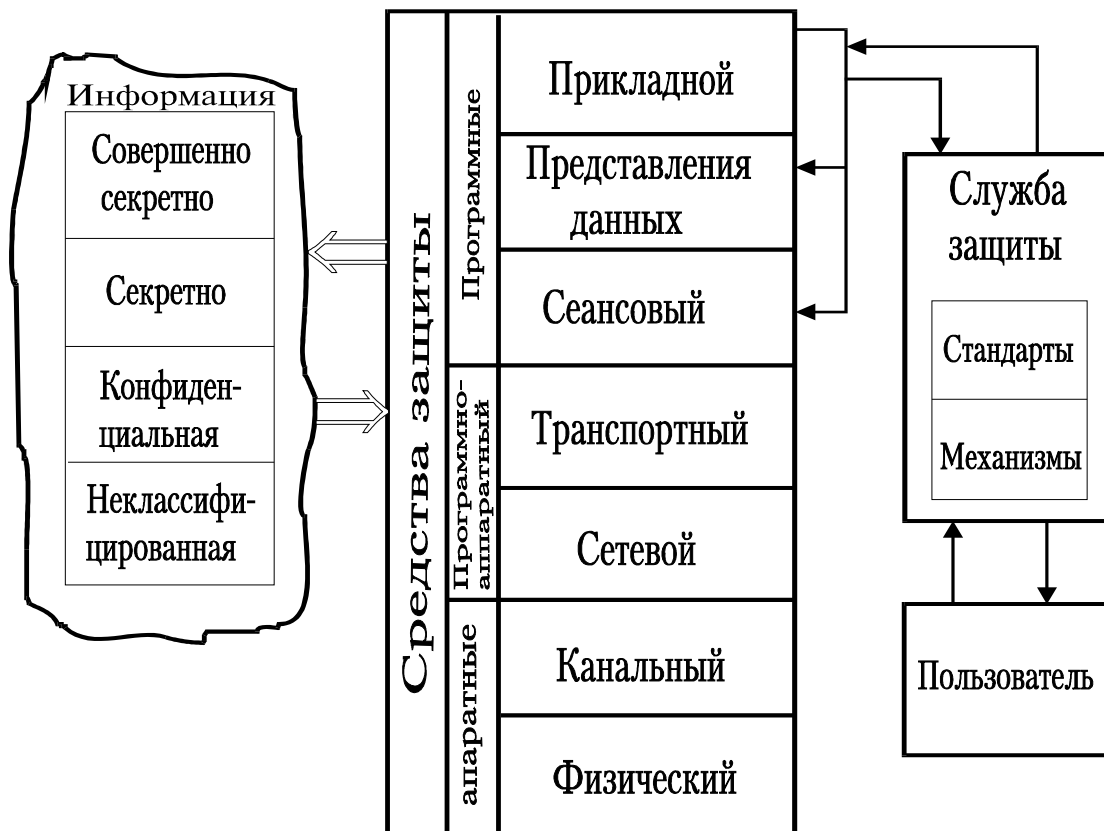 Информация
Совершенно
секретно
Секретно
Конфиден-
циальная
Неклассифи-
цированная
Средства защиты
Программные
Прикладной
Представления
данных
Сеансовый
Программно-
аппаратный
Транспортный
Сетевой
апаратные
Канальный
Физический
Служба
защиты
Стандарты
Механизмы
Пользователь